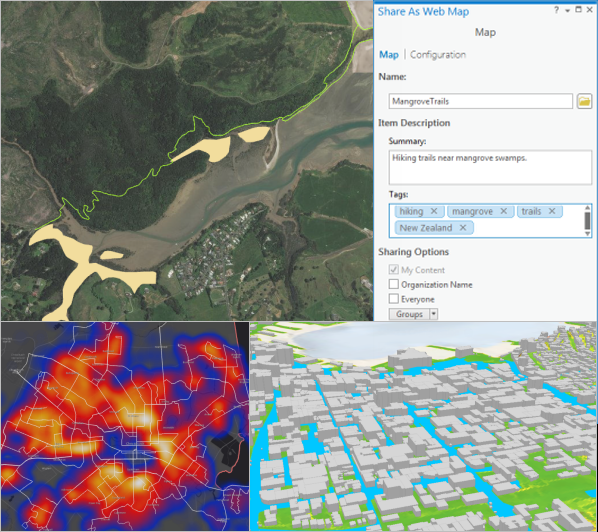 Share As Web Map
?
Map
Map | Configuration
Name:
MangroveTrails
Item Description
Summary:
Hiking trails near mangrove swamps.
Tags:
hiking × mangrove × trails ×
New Zealand ×
Sharing Options
My Content
Organization Name
Everyone
Groups